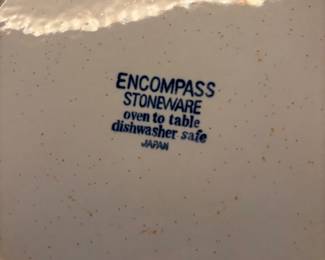 ENCOMPASS
STONEWARE
oven to table
dishwasher safe
JAPAN